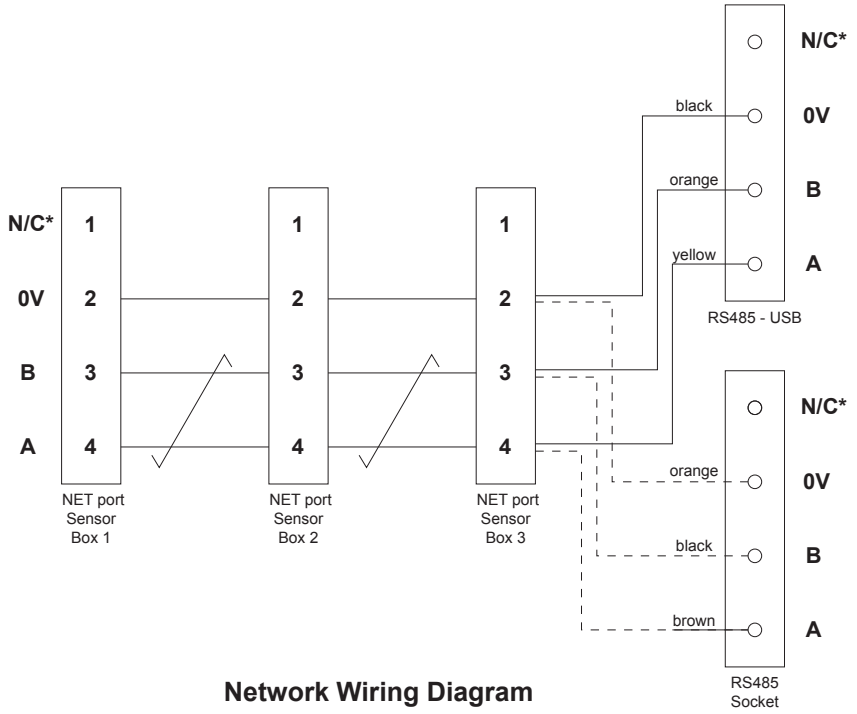 N/C*
black
0V
orange
B
yellow
A
RS485 - USB
N/C* 1 1 1
0V 2 2 2
B 3 3 3
A 4 4 4
NET port
Sensor
Box 1
NET port
Sensor
Box 2
NET port
Sensor
Box 3
N/C*
orange
0V
black
B
brown
A
RS485
Socket
Network Wiring Diagram